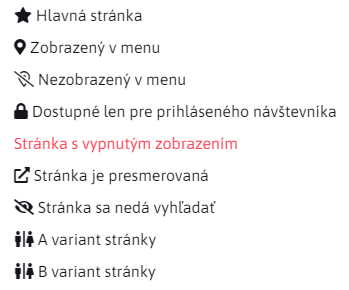 Hlavná stránka
Zobrazený v menu
Nezobrazený v menu
Dostupné len pre prihláseného návštevníka
Stránka s vypnutým zobrazením
Stránka je presmerovaná
Stránka sa nedá vyhľadať
A variant stránky
B variant stránky